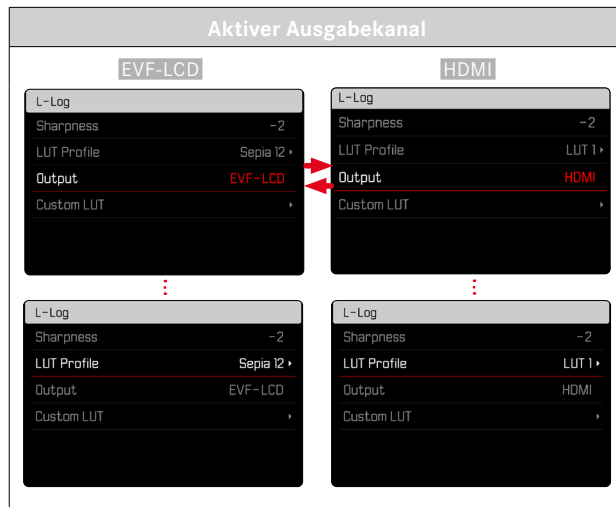 Aktiver Ausgabekanal
EVF-LCD
L-Log
Sharpness -2
LUT Profile Sepia 12
Output EVF-LCD
Custom LUT
HDMI
L-Log
Sharpness -2
LUT Profile LUT 1
Output HDMI
Custom LUT
L-Log
Sharpness -2
LUT Profile Sepia 12
Output EVF-LCD
Custom LUT
L-Log
Sharpness -2
LUT Profile LUT 1
Output HDMI
Custom LUT